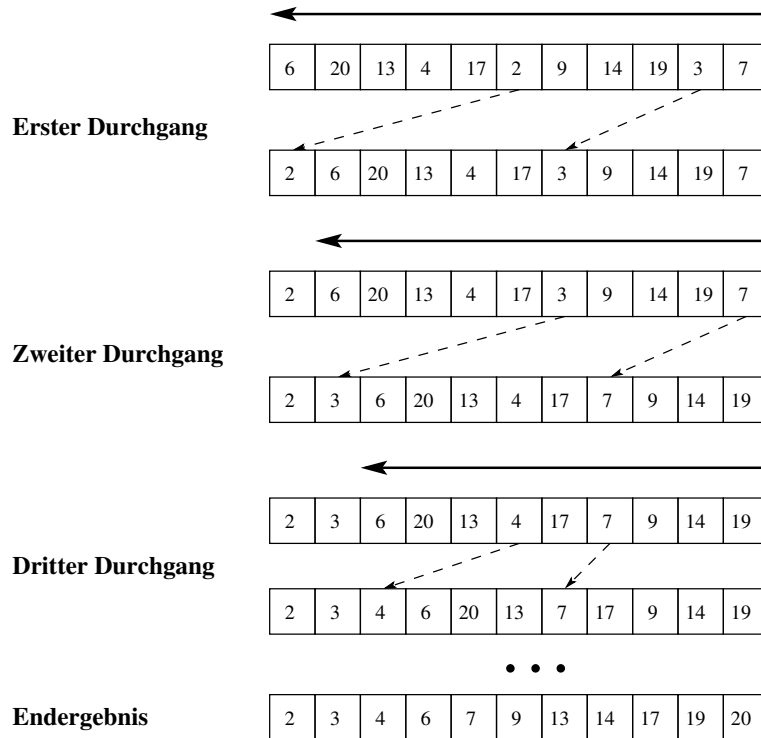 6 20 13 4 17 2 9 14 19 3 7
Erster Durchgang
2 6 20 13 4 17 3 9 14 19 7
2 6 20 13 4 17 3 9 14 19 7
Zweiter Durchgang
2 3 6 20 13 4 17 7 9 14 19
2 3 6 20 13 4 17 7 9 14 19
Dritter Durchgang
2 3 4 6 20 13 7 17 9 14 19
• • •
Endergebnis 2 3 4 6 7 9 13 14 17 19 20